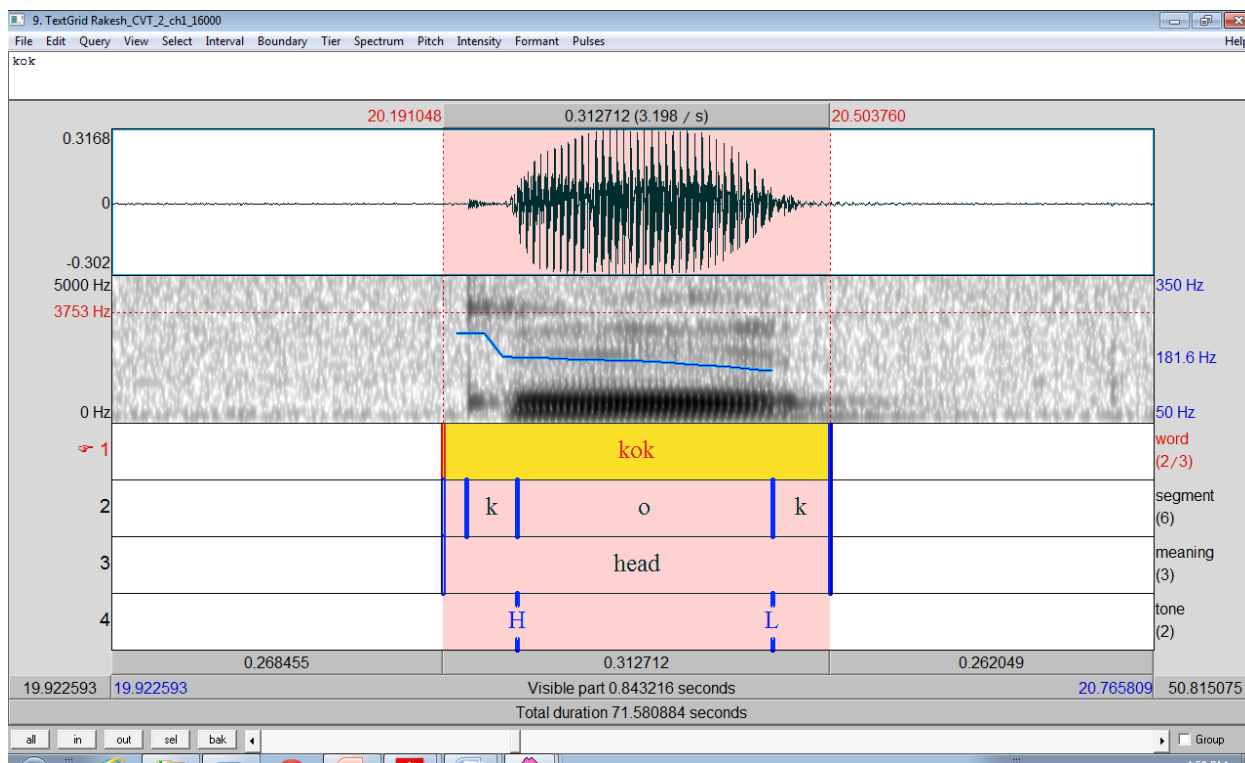 9. TextGrid Rakesh_CVT_2_ch1_16000
File Edit Query View Select Interval Boundary Tier Spectrum Pitch Intensity Formant Pulses Help
kok
20.191048 0.312712 (3.198 / s) 20.503760
0.3168
0
-0.302
5000 Hz 350 Hz
3753 Hz
181.6 Hz
0 Hz 50 Hz
☞ 1 kok word (2/3)
2 k o k segment (6)
3 head meaning (3)
4 H L tone (2)
0.268455 0.312712 0.262049
19.922593 19.922593 Visible part 0.843216 seconds 20.765809 50.815075
Total duration 71.580884 seconds
all in out sel bak Group